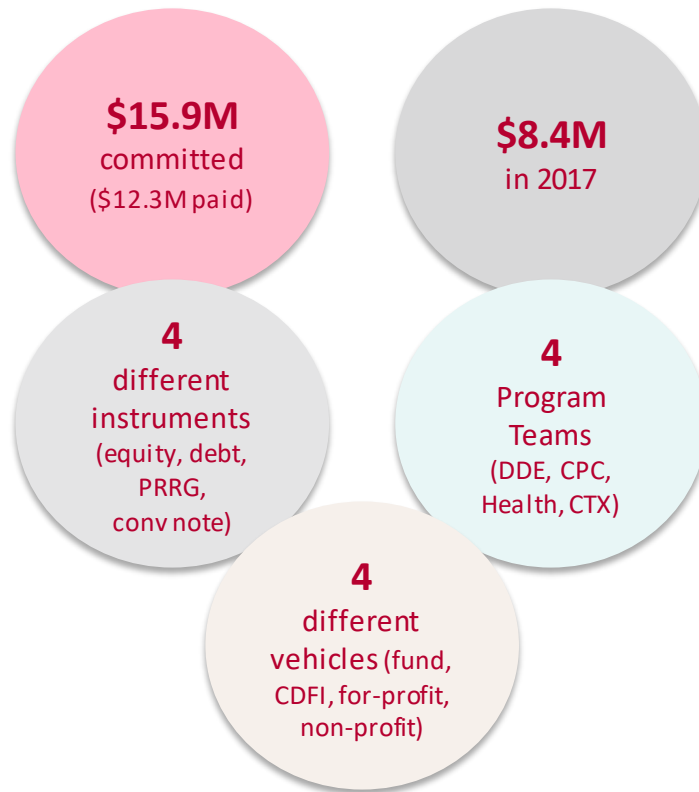 $15.9M
committed
($12.3M paid)
$8.4M
in 2017
4
different
instruments
(equity, debt,
PRRG,
conv note)
4
Program
Teams
(DDE, CPC,
Health, CTX)
4
different
vehicles (fund,
CDFI, for-profit,
non-profit)